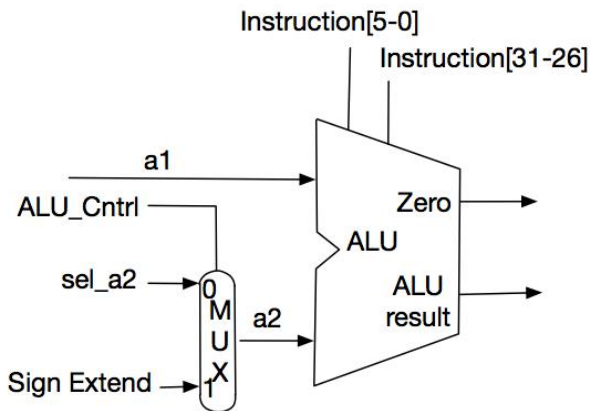 Instruction[5-0]
Instruction[31-26]
a1
ALU_Cntrl
Zero
ALU
sel_a2
0
M
U
X
1
a2
ALU
result
Sign Extend